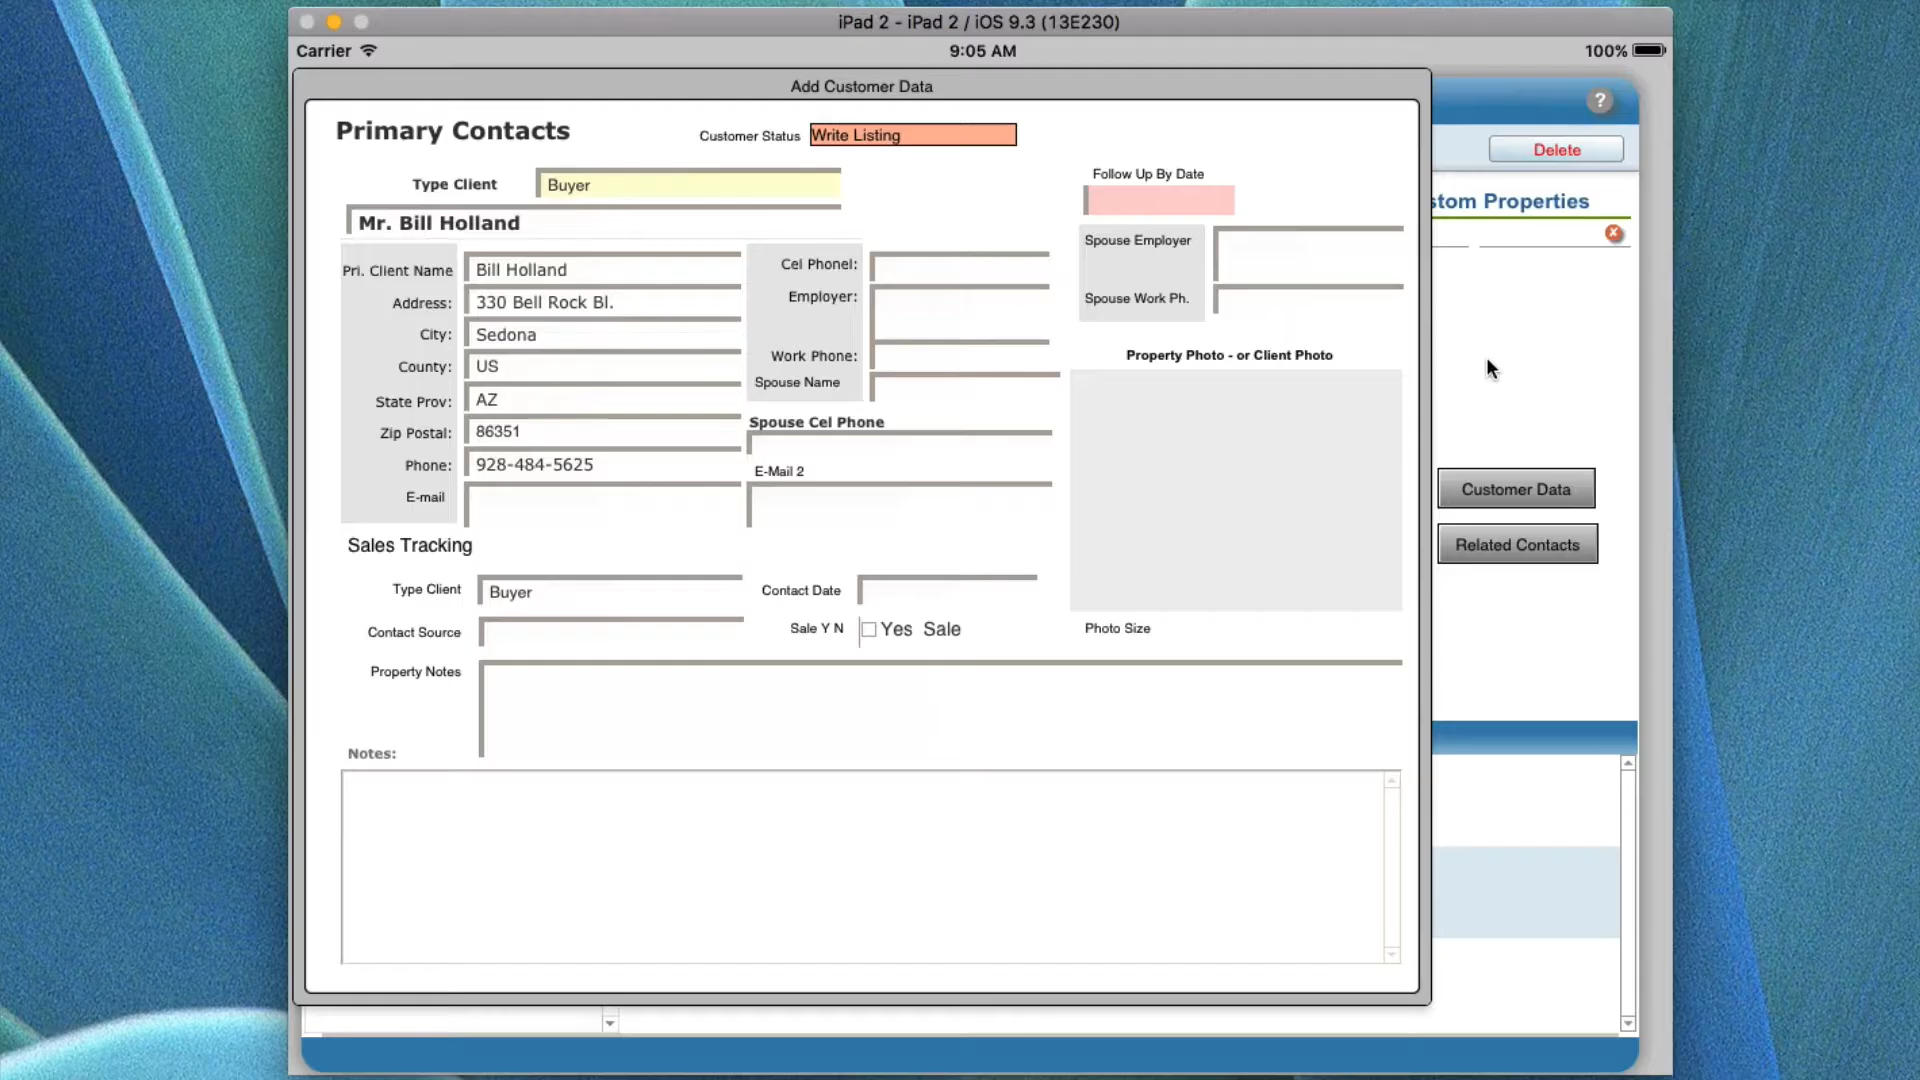 iPad 2 - iPad 2 / iOS 9.3 (13E230)
Carrier
9:05 AM
100%
Add Customer Data
?
Primary Contacts
Customer Status Write Listing
Delete
Type Client Buyer
Follow Up By Date
stom Properties
Mr. Bill Holland
Spouse Employer
Spouse Work Ph.
Pri. Client Name Bill Holland
Address: 330 Bell Rock Bl.
City: Sedona
County: US
State Prov: AZ
Zip Postal: 86351
Phone: 928-484-5625
E-mail
Cel Phonel:
Employer:
Work Phone:
Spouse Name
Spouse Cel Phone
E-Mail 2
Property Photo - or Client Photo
Customer Data
Related Contacts
Sales Tracking
Type Client Buyer
Contact Date
Contact Source
Sale Y N Yes Sale
Photo Size
Property Notes
Notes: